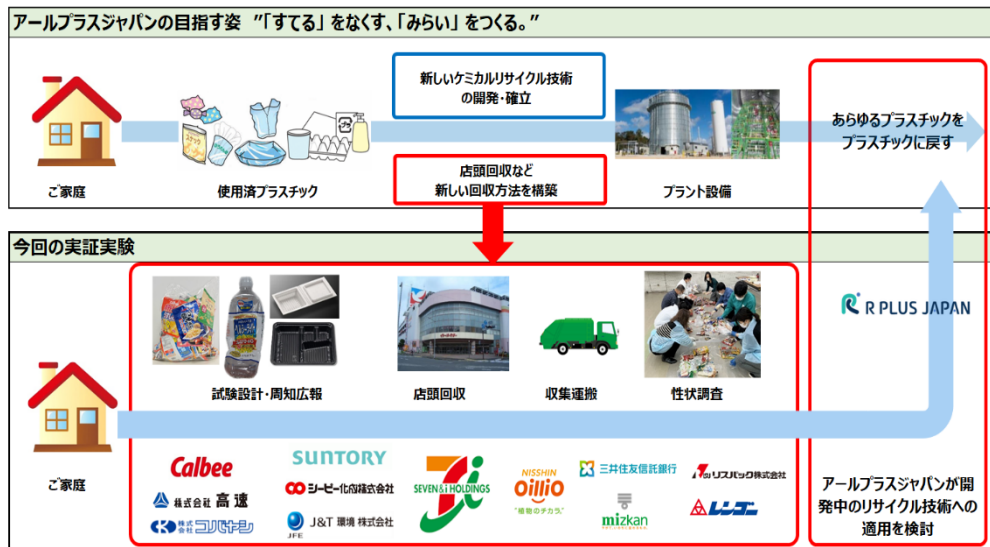 アールプラスジャパンの目指す姿 "「すてる」をなくす、「みらい」をつくる。"
新しいケミカルリサイクル技術
の開発・確立
あらゆるプラスチックを
プラスチックに戻す
店頭回収など
新しい回収方法を構築
ご家庭
使用済プラスチック
プラント設備
今回の実証実験
R PLUS JAPAN
試験設計・周知広報
店頭回収
収集運搬
性状調査
ご家庭
Calbee
SUNTORY
SEVEN & i HOLDINGS
NISSHIN
OilliO
"植物のチカラ。"
三井住友信託銀行
リスパック株式会社
株式会社 高速
シーピー化成株式会社
mizkan
レンゴー
株式会社 コバヤシ
JFE
J&T 環境 株式会社
アールプラスジャパンが開
発中のリサイクル技術への
適用を検討